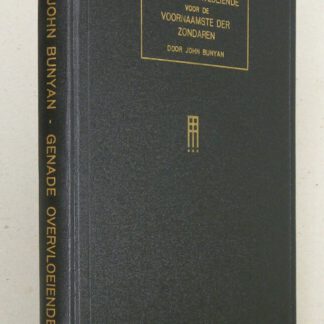 VOOR DE
VOORNAAMSTE DER
ZONDAREN
DOOR JOHN BUNYAN
JOHN BUNYAN - GENADE OVERVLOEIENDE